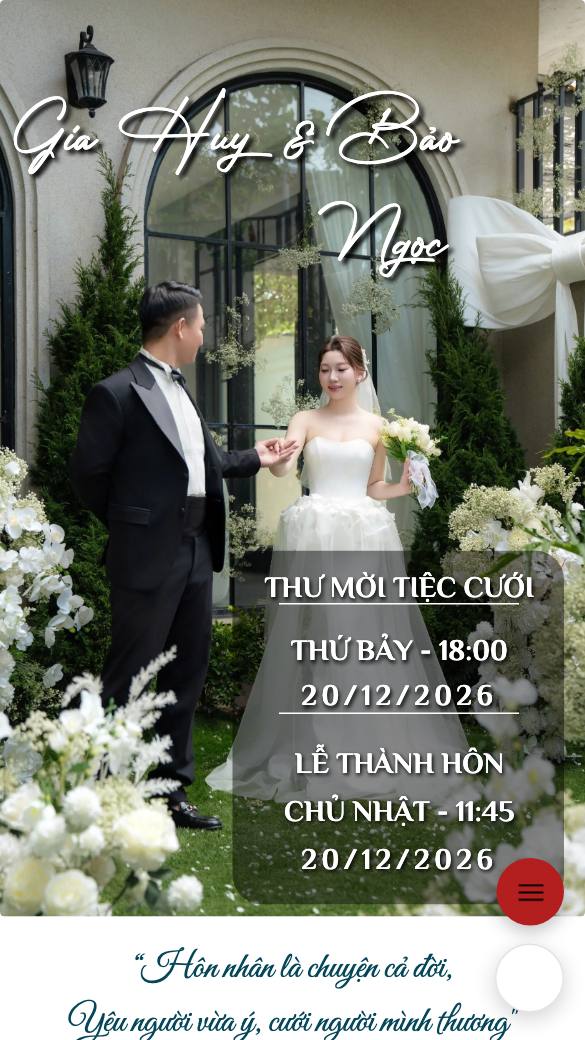 Gia Huy & Bảo
Ngọc
THƯ MỜI TIỆC CƯỚI
THỨ BẢY - 18:00
20/12/2026
LỄ THÀNH HÔN
CHỦ NHẬT - 11:45
20/12/2026
“Hôn nhân là chuyện cả đời,
Yêu người vừa ý, cưới người mình thương"